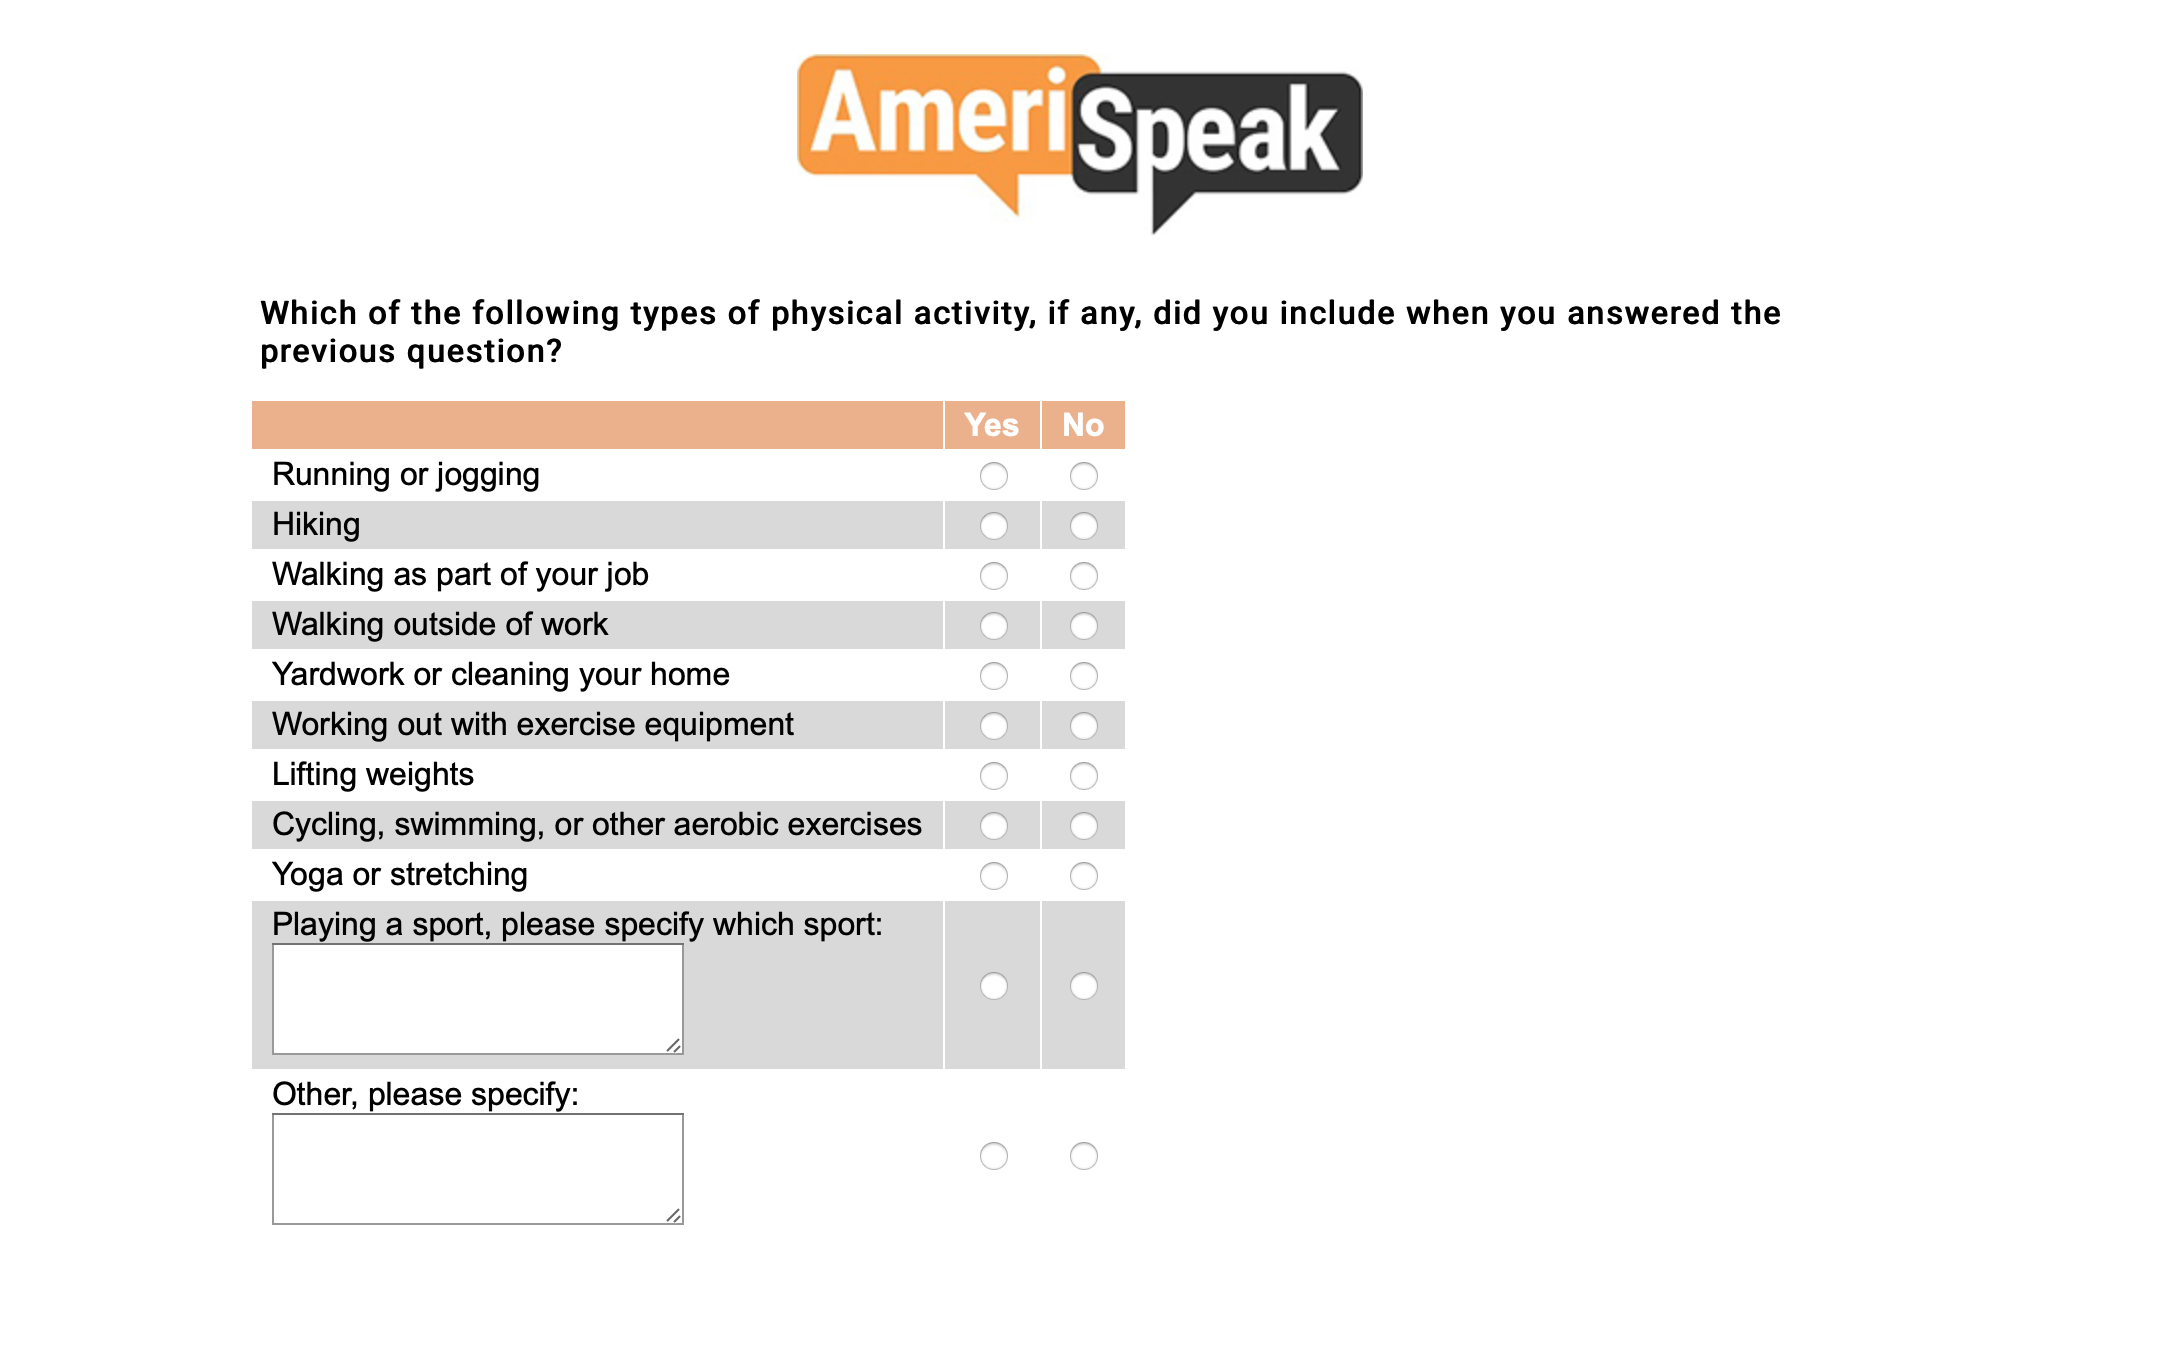 AmeriSpeak
Which of the following types of physical activity, if any, did you include when you answered the
previous question?
Yes No
Running or jogging
Hiking
Walking as part of your job
Walking outside of work
Yardwork or cleaning your home
Working out with exercise equipment
Lifting weights
Cycling, swimming, or other aerobic exercises
Yoga or stretching
Playing a sport, please specify which sport:
Other, please specify: